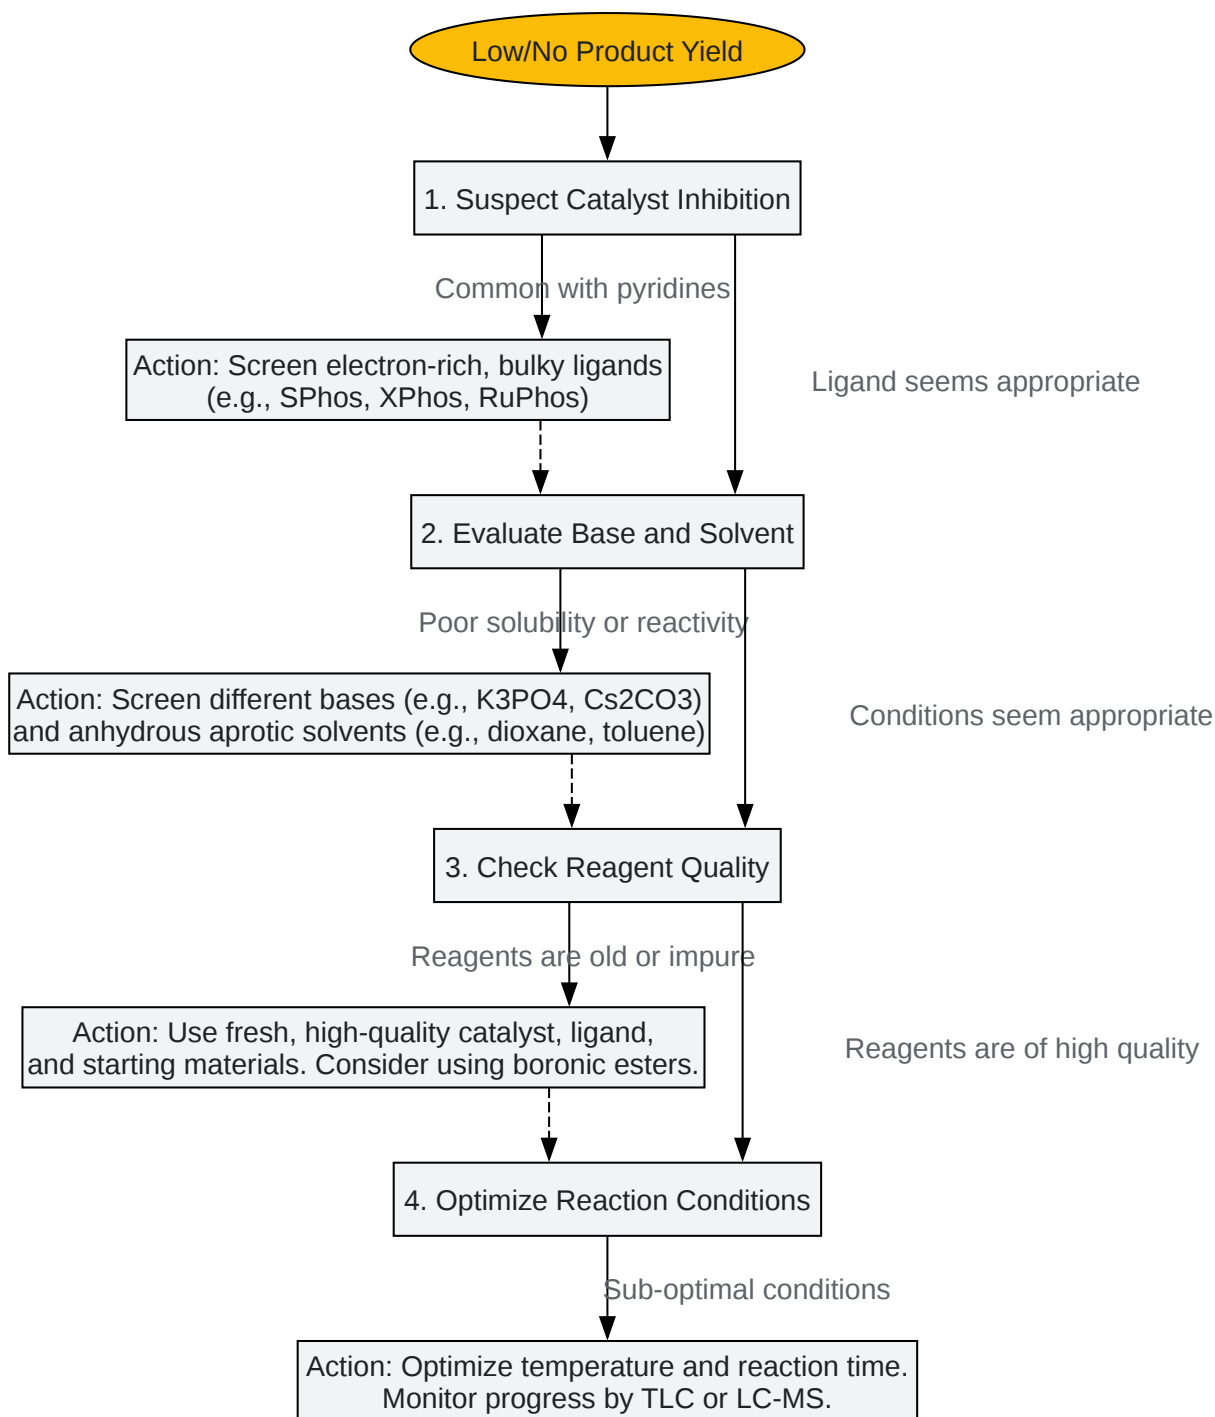 Low/No Product Yield
1. Suspect Catalyst Inhibition
Common with pyridines
Action: Screen electron-rich, bulky ligands
(e.g., SPhos, XPhos, RuPhos)
Ligand seems appropriate
2. Evaluate Base and Solvent
Poor solubility or reactivity
Action: Screen different bases (e.g., K3PO4, Cs2CO3)
and anhydrous aprotic solvents (e.g., dioxane, toluene)
Conditions seem appropriate
3. Check Reagent Quality
Reagents are old or impure
Action: Use fresh, high-quality catalyst, ligand,
and starting materials. Consider using boronic esters.
Reagents are of high quality
4. Optimize Reaction Conditions
Sub-optimal conditions
Action: Optimize temperature and reaction time.
Monitor progress by TLC or LC-MS.